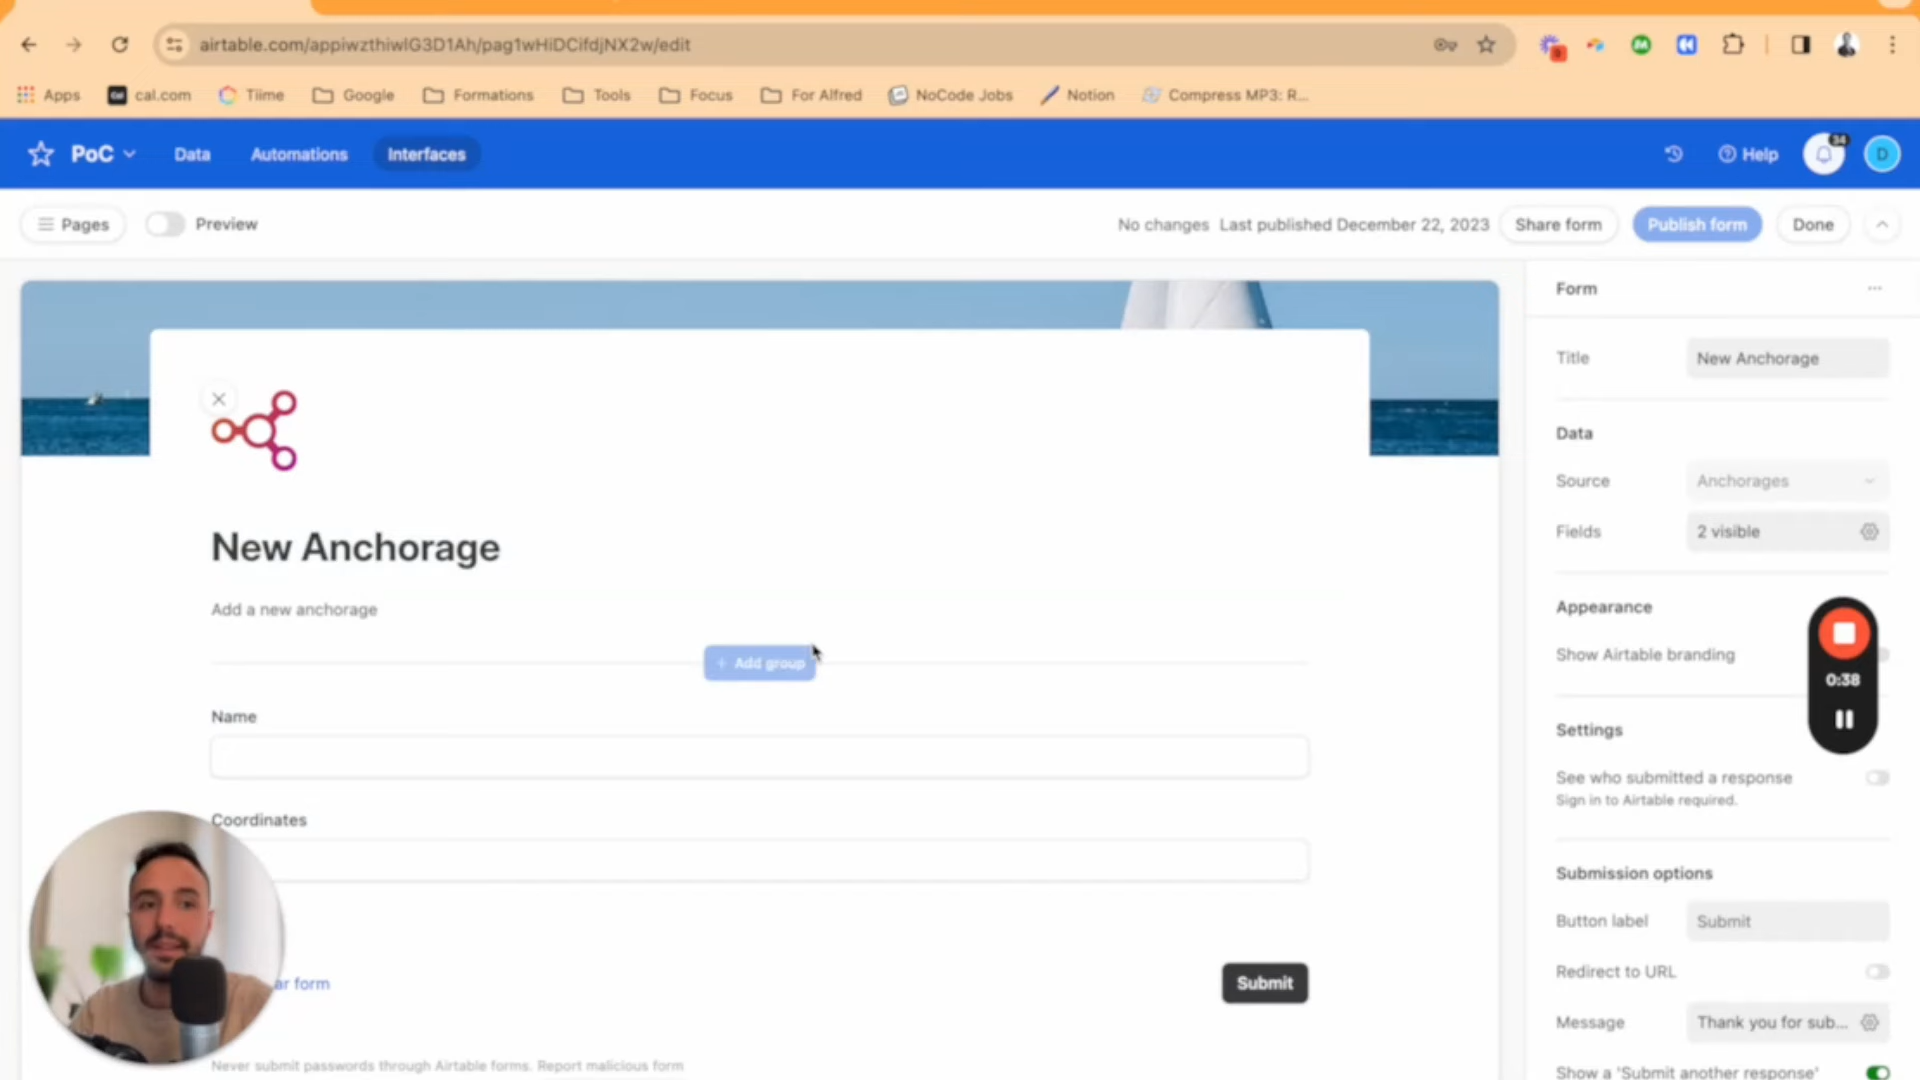 airtable.com/appiwzthiwlG3D1Ah/pag1wHiDCifdjNX2w/edit
Apps cal.com Tiime Google Formations Tools Focus For Alfred NoCode Jobs Notion Compress MP3: R...
PoC Data Automations Interfaces Help 34 D
Pages Preview No changes Last published December 22, 2023 Share form Publish form Done
Form
Title New Anchorage
Data
Source Anchorages
Fields 2 visible
Appearance
Show Airtable branding
0:38
Settings
See who submitted a response
Sign in to Airtable required.
Submission options
Button label Submit
Redirect to URL
Message Thank you for sub...
Show a 'Submit another response'
New Anchorage
Add a new anchorage
+ Add group
Name
Coordinates
ar form
Submit
Never submit passwords through Airtable forms. Report malicious form